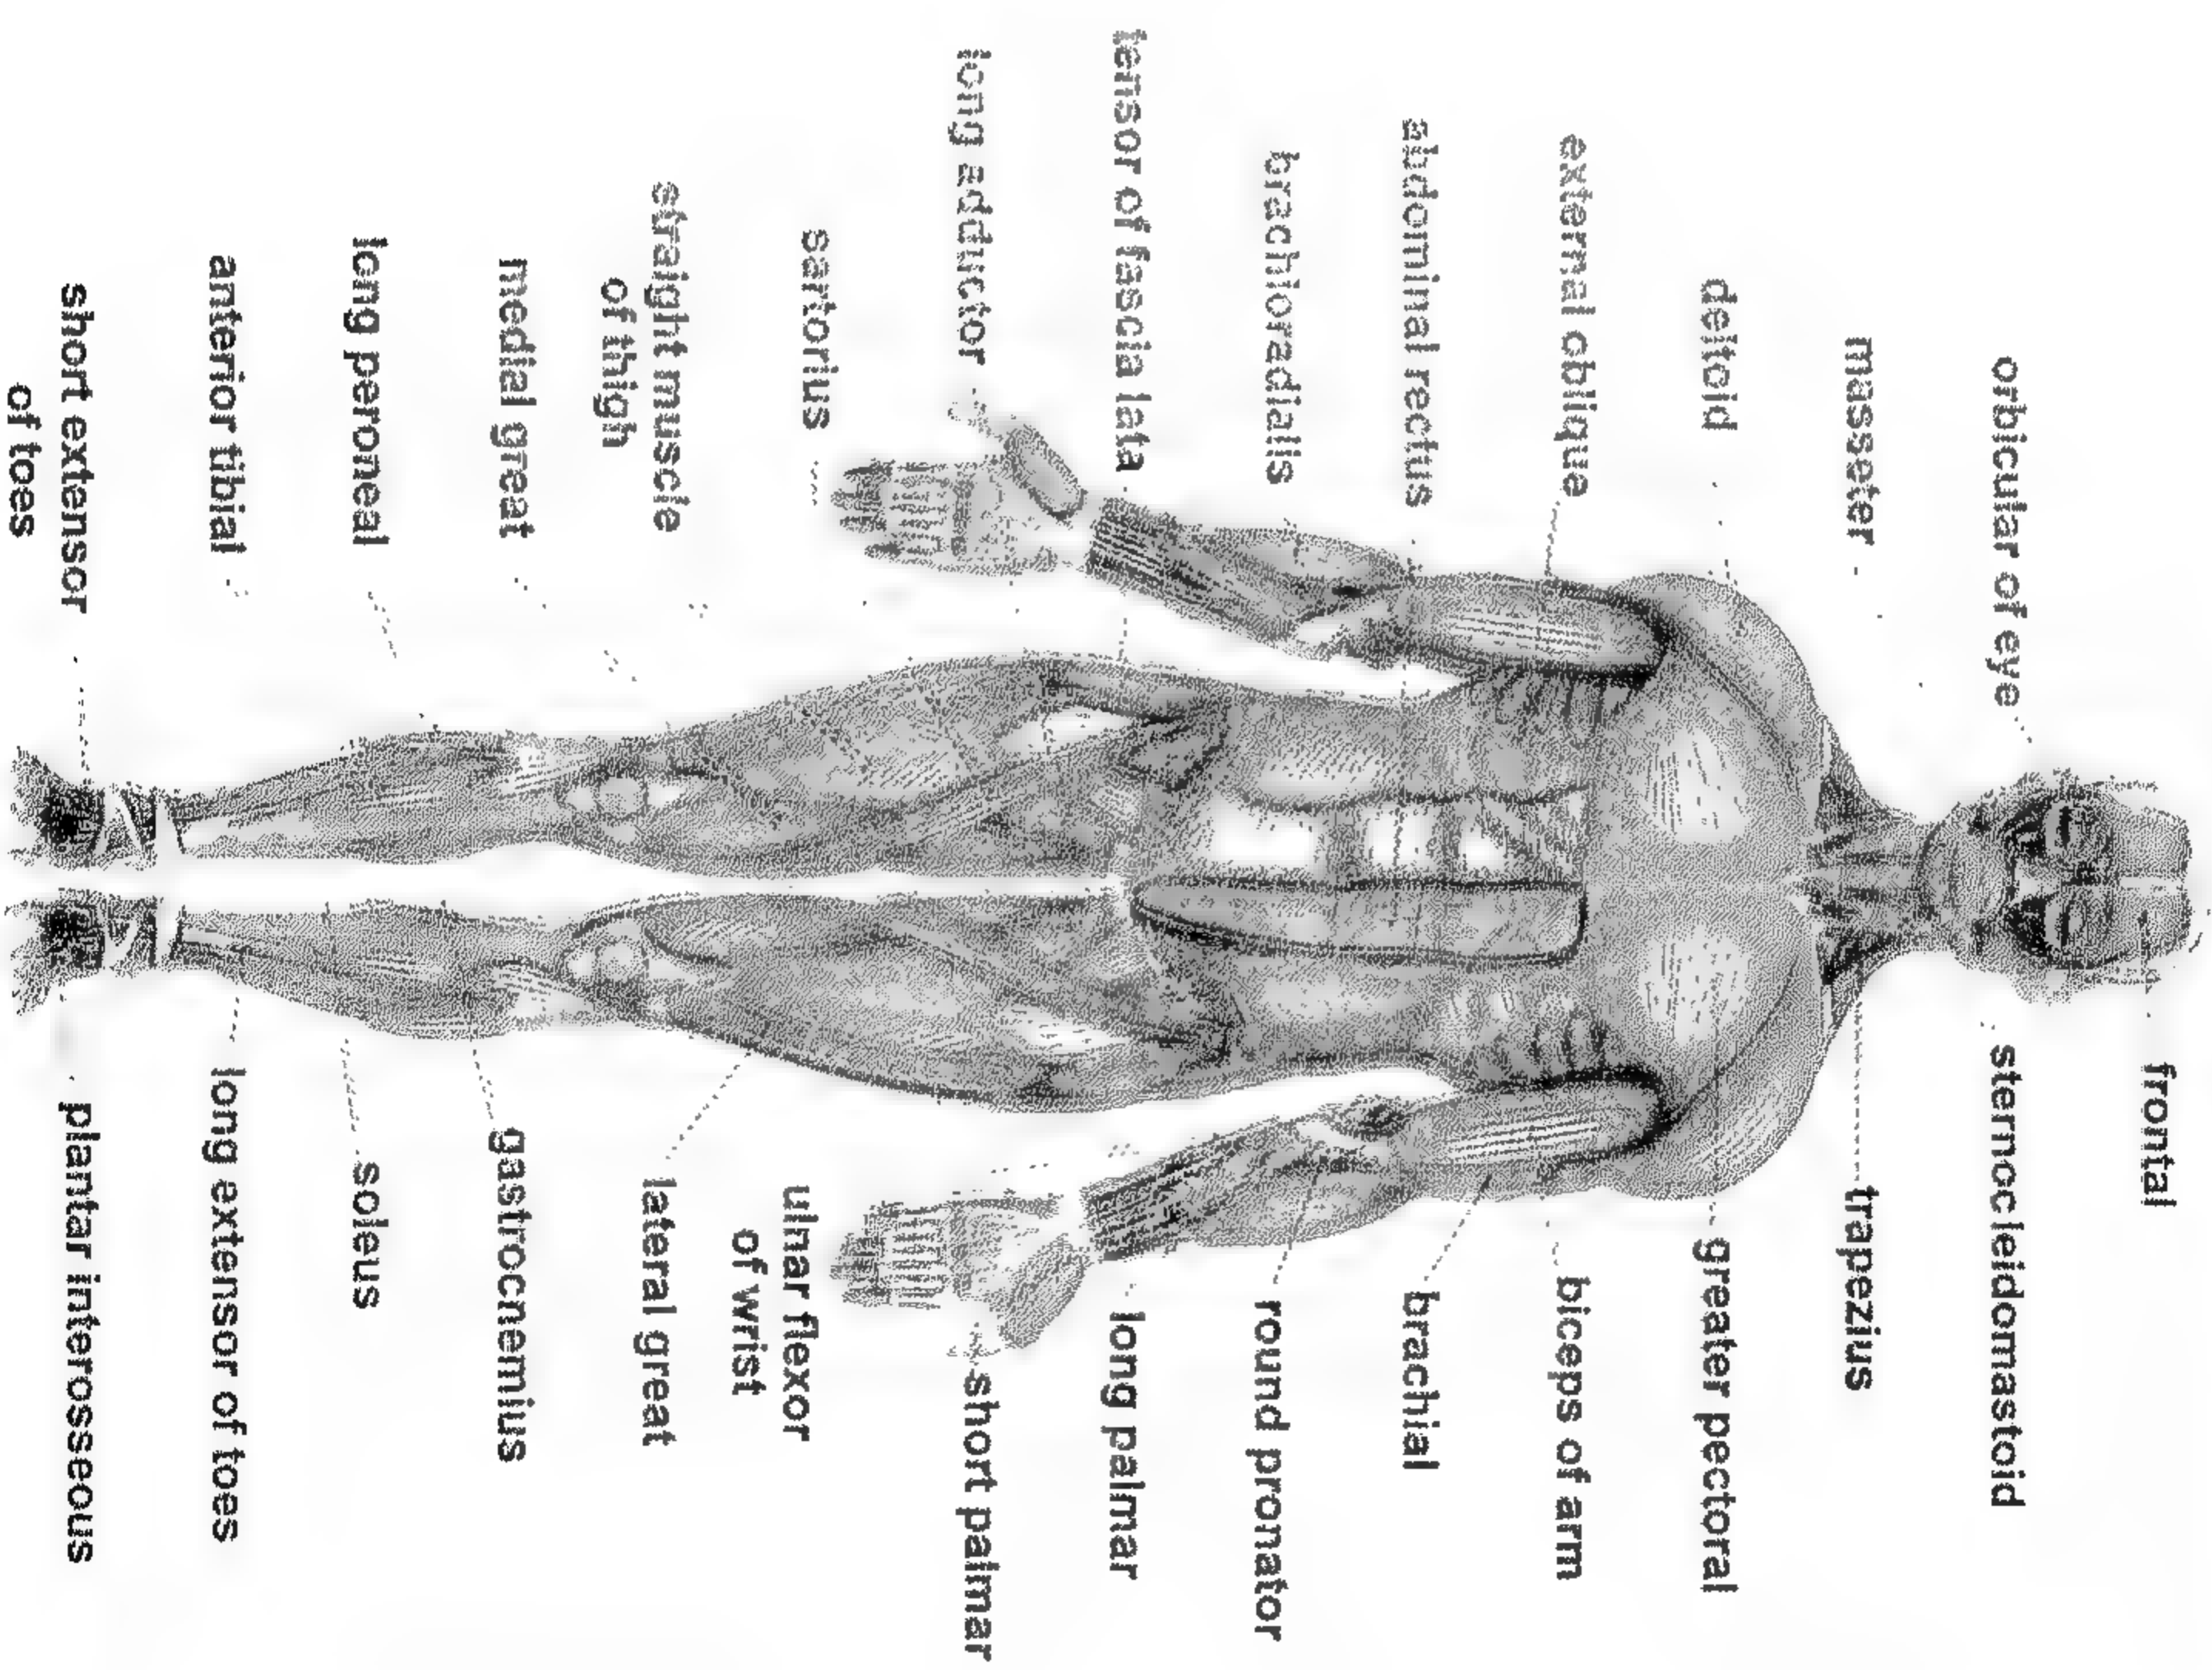 orbicular of eye
masseter
deltoid
external oblique
abdominal rectus
brachioradialis
tensor of fascia lata
long adductor
sartorius
straight muscle
of thigh
medial great
long peroneal
anterior tibial
short extensor
of toes
frontal
sternocleidomastoid
trapezius
greater pectoral
biceps of arm
brachial
round pronator
long palmar
short palmar
ulnar flexor
of wrist
lateral great
gastrocnemius
soleus
long extensor of toes
plantar interosseous